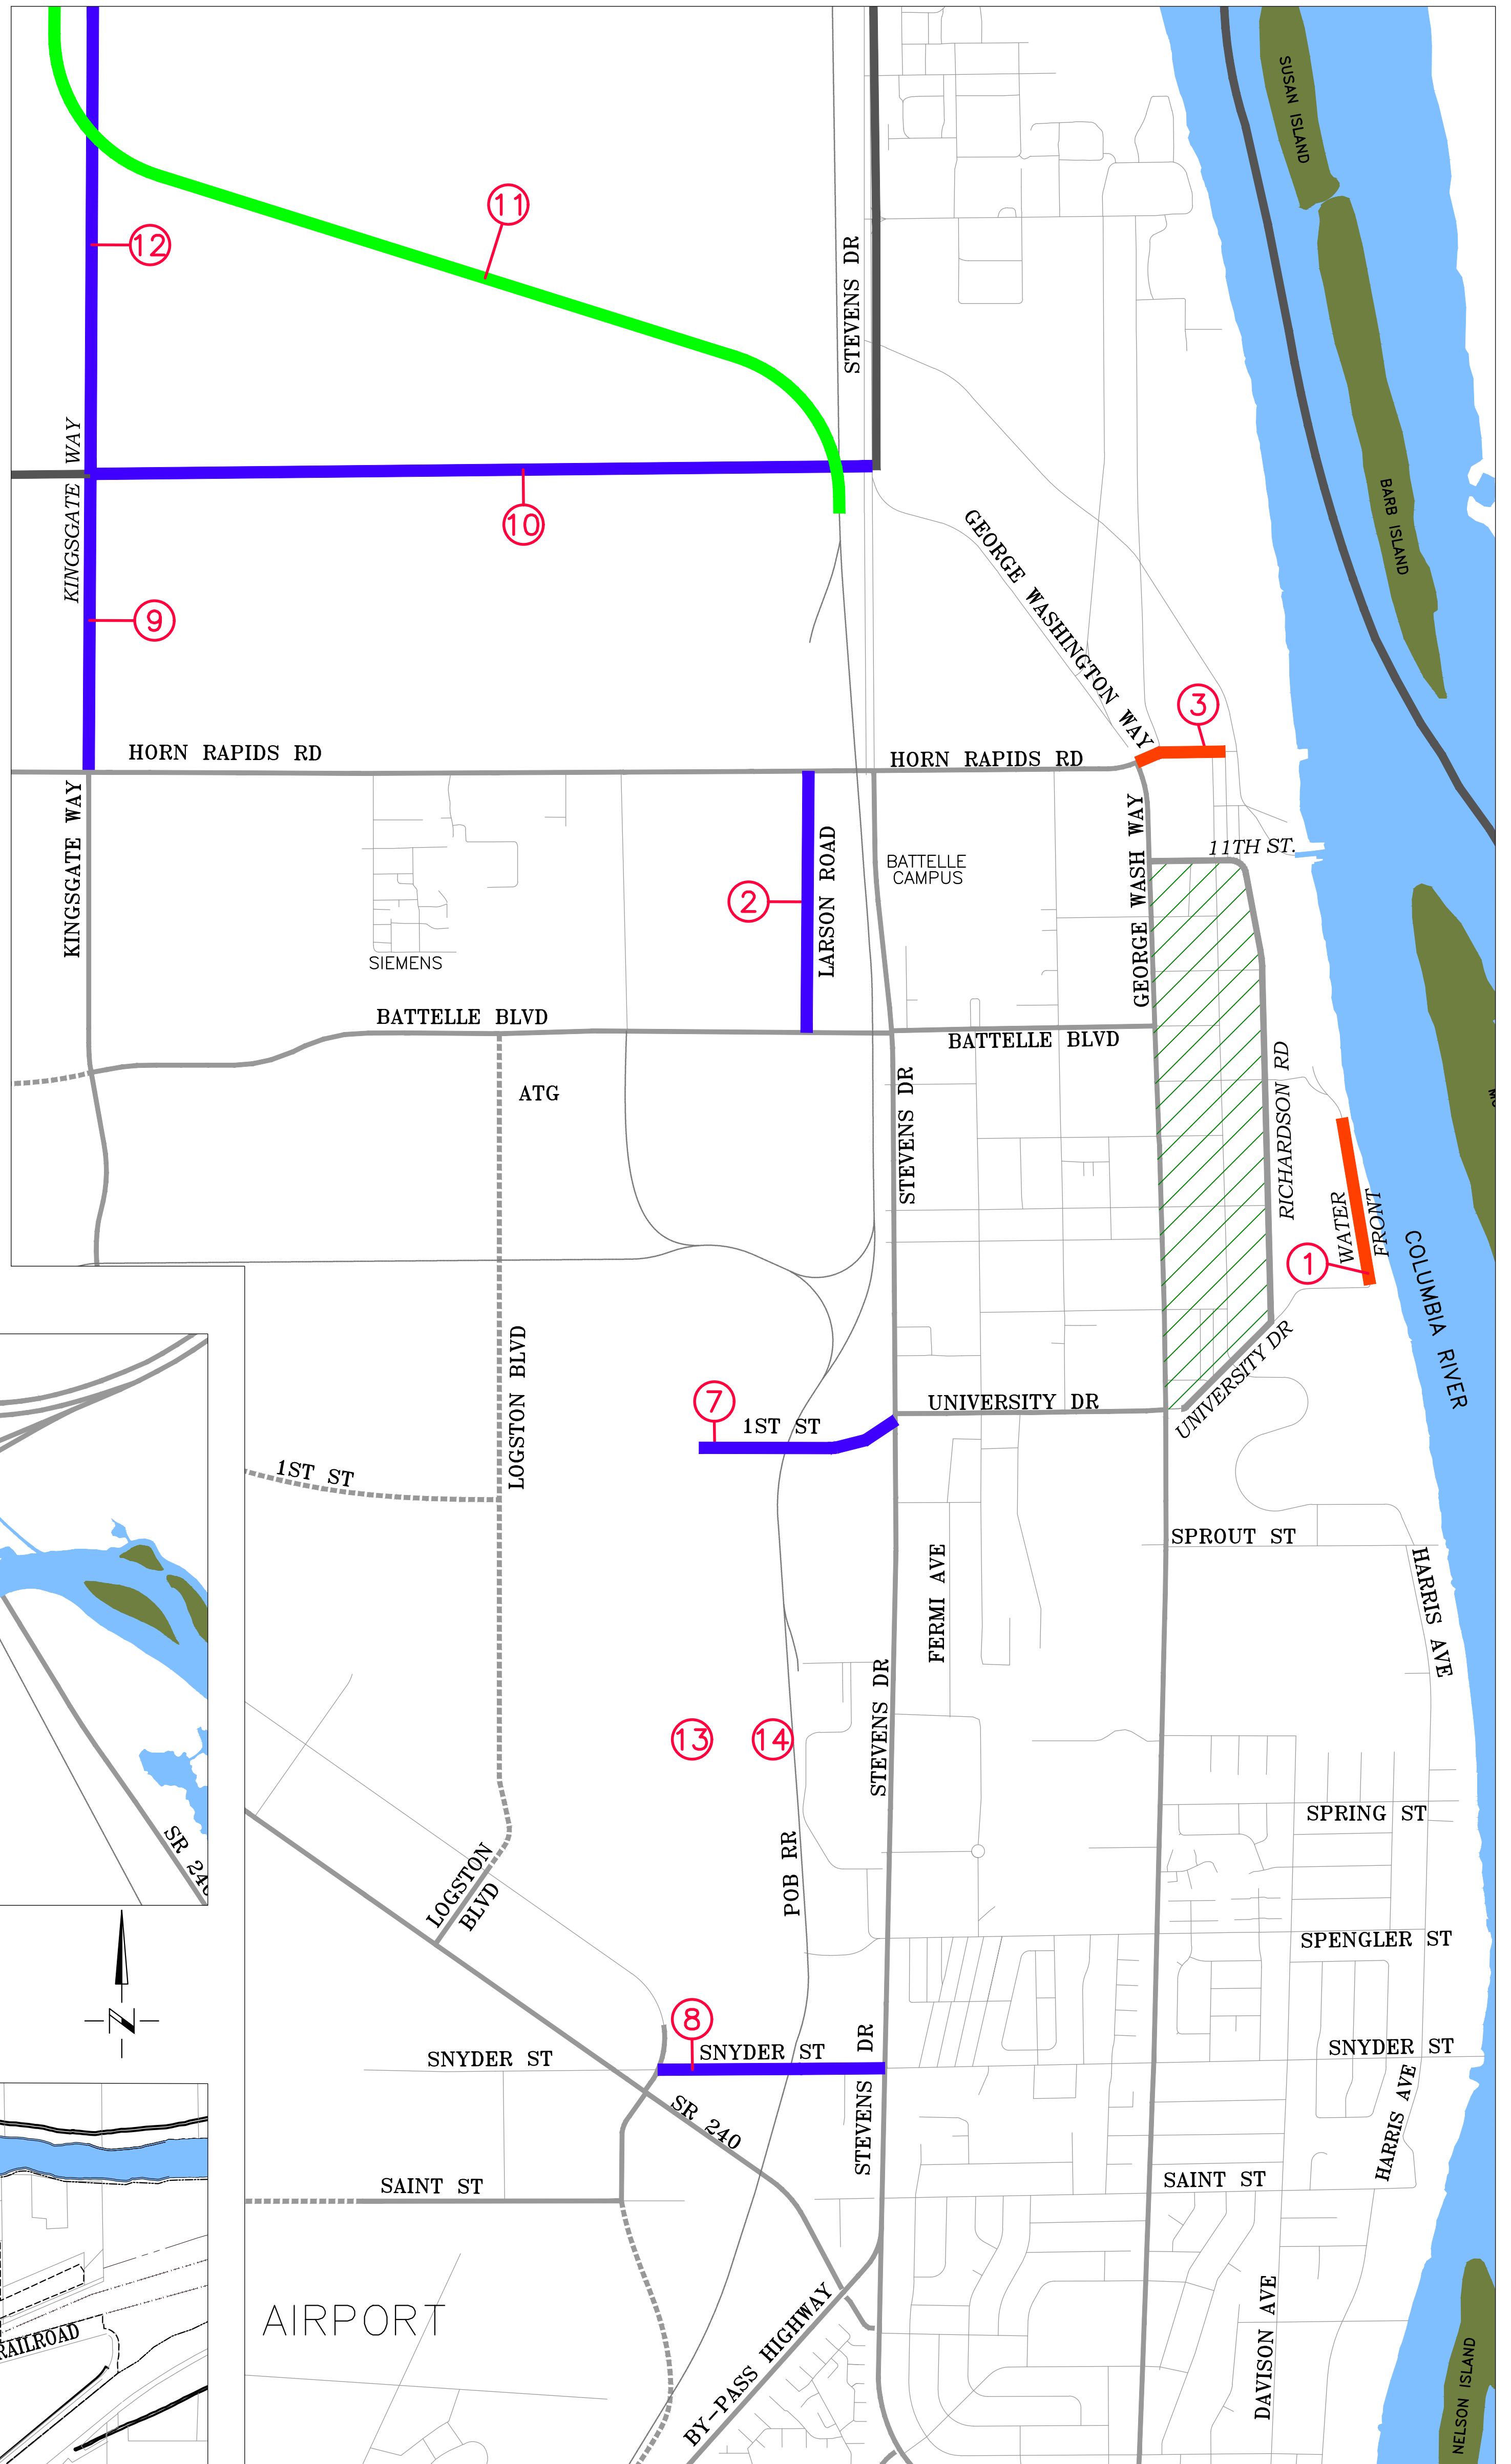 SUSAN ISLAND
11
12
STEVENS DR
KINGSGATE WAY
BARB ISLAND
10
GEORGE WASHINGTON WAY
9
3
HORN RAPIDS RD
HORN RAPIDS RD
KINGSGATE WAY
GEORGE WASH WAY
LARSON ROAD
11TH ST.
BATTELLE
CAMPUS
2
SIEMENS
BATTELLE BLVD
BATTELLE BLVD
ATG
STEVENS DR
RICHARDSON RD
WATER
FRONT
1
COLUMBIA RIVER
LOGSTON BLVD
UNIVERSITY DR
7
1ST ST
UNIVERSITY DR
1ST ST
SPROUT ST
FERMI AVE
HARRIS AVE
STEVENS DR
13
14
SPRING ST
SR 240
POB RR
LOGSTON
BLVD
SPENGLER ST
N
8
SNYDER ST
SNYDER ST
STEVENS DR
SNYDER ST
HARRIS AVE
SR 240
SAINT ST
SAINT ST
AIRPORT
BY-PASS HIGHWAY
DAVISON AVE
NELSON ISLAND